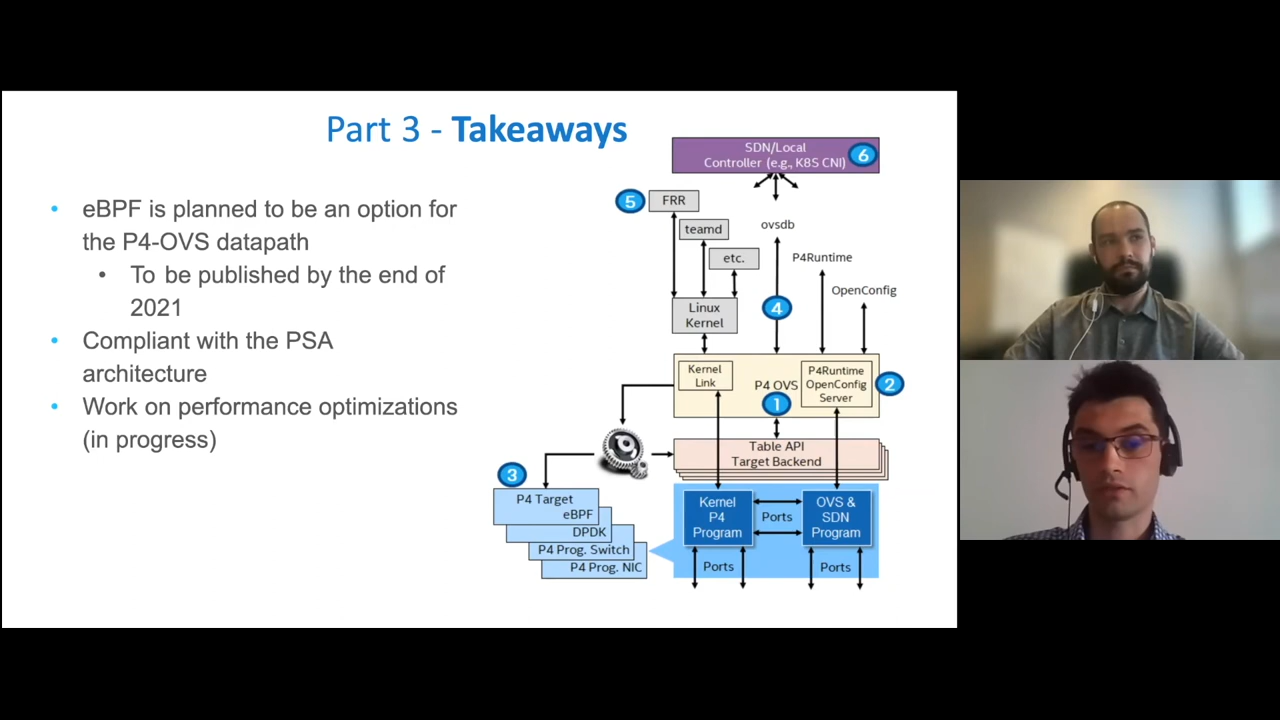 Part 3 - Takeaways
• eBPF is planned to be an option for
the P4-OVS datapath
• To be published by the end of
2021
• Compliant with the PSA
architecture
• Work on performance optimizations
(in progress)
SDN/Local
Controller (e.g., K8S CNI)
6
5
FRR
teamd
etc.
ovsdb
P4Runtime
OpenConfig
Linux
Kernel
4
Kernel
Link
P4 OVS
1
P4Runtime
OpenConfig
Server
2
Table API
Target Backend
3
P4 Target
eBPF
DPDK
P4 Prog. Switch
P4 Prog. NIC
Kernel
P4
Program
Ports
OVS &
SDN
Program
Ports
Ports